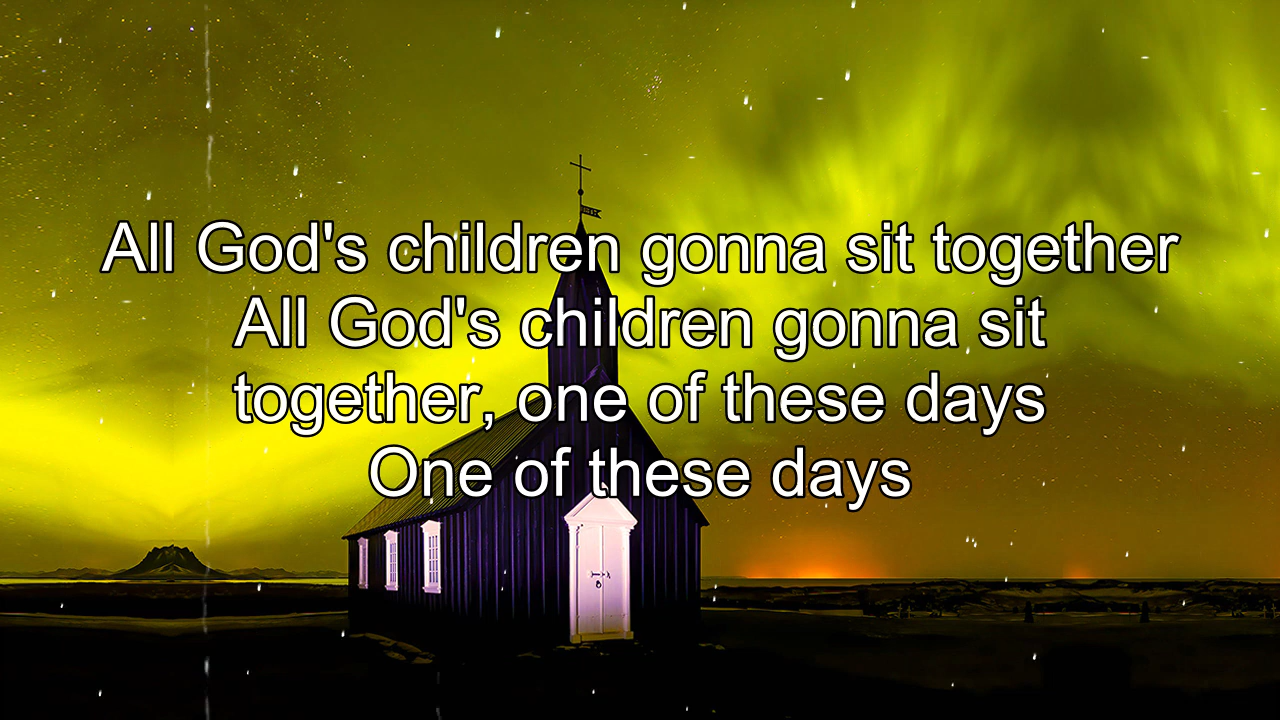 All God's children gonna sit together
All God's children gonna sit
together, one of these days
One of these days